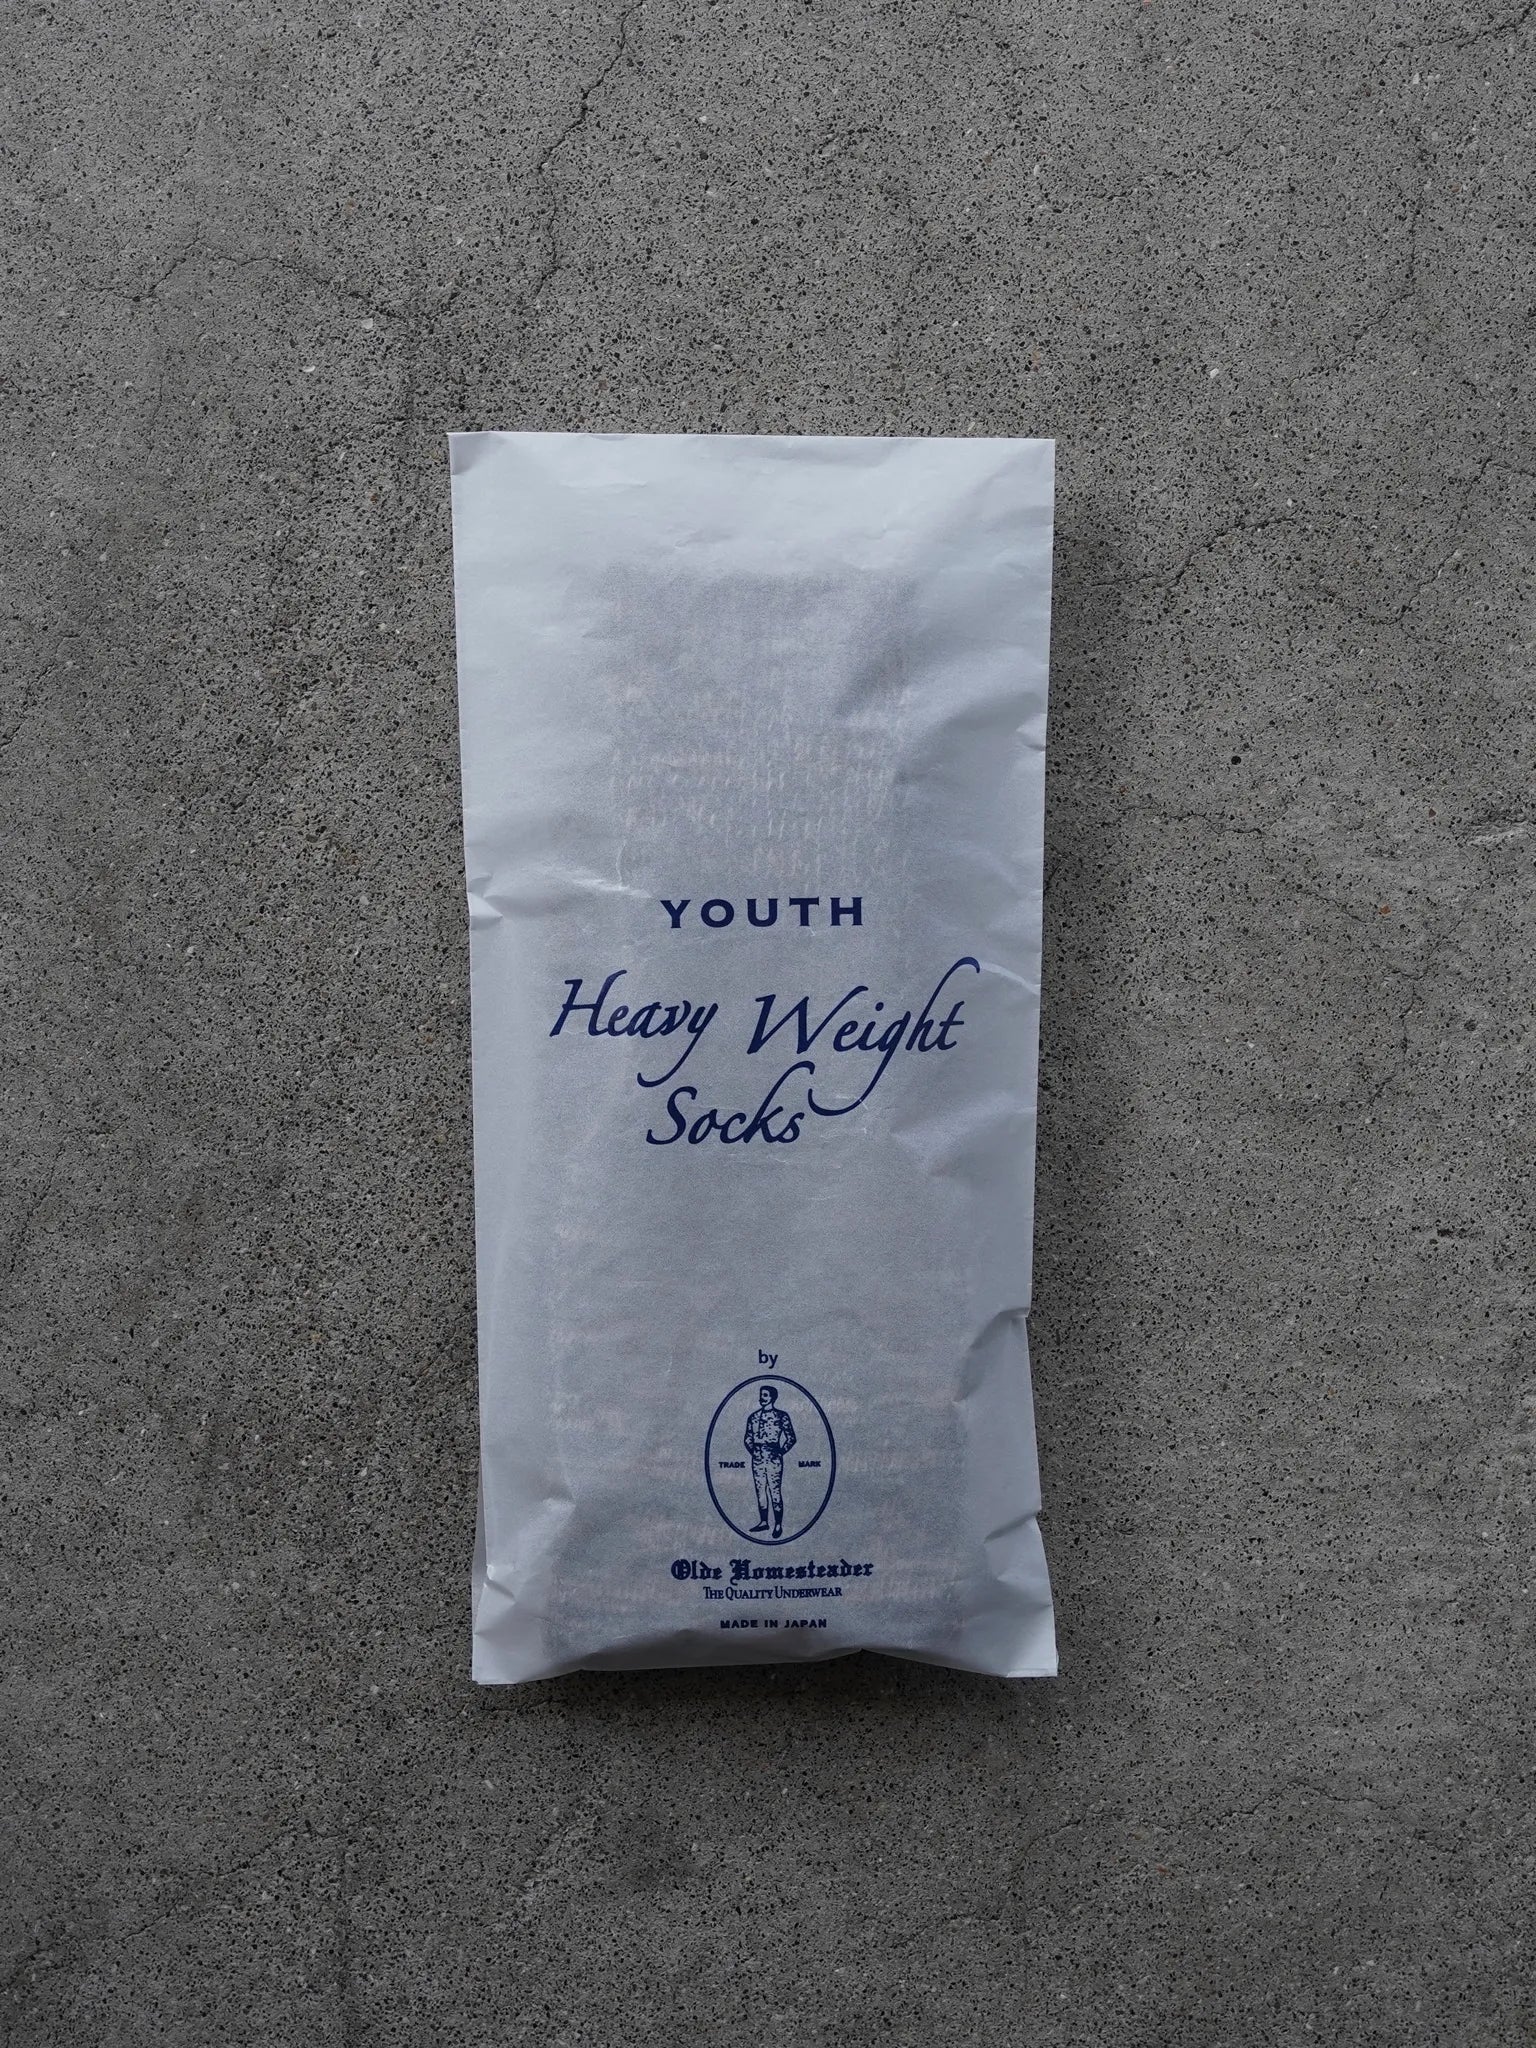 YOUTH
Heavy Weight
Socks
by
TRADE MARK
Olde Homesteader
THE QUALITY UNDERWEAR
MADE IN JAPAN